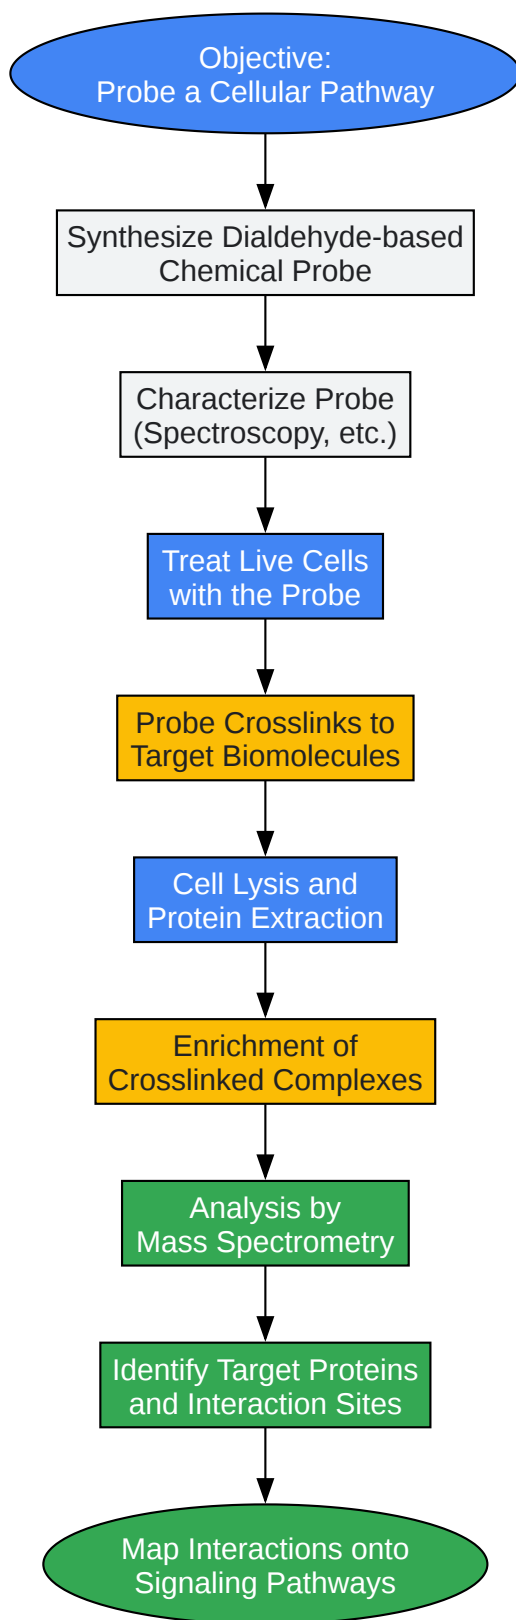 Objective:
Probe a Cellular Pathway
Synthesize Dialdehyde-based
Chemical Probe
Characterize Probe
(Spectroscopy, etc.)
Treat Live Cells
with the Probe
Probe Crosslinks to
Target Biomolecules
Cell Lysis and
Protein Extraction
Enrichment of
Crosslinked Complexes
Analysis by
Mass Spectrometry
Identify Target Proteins
and Interaction Sites
Map Interactions onto
Signaling Pathways